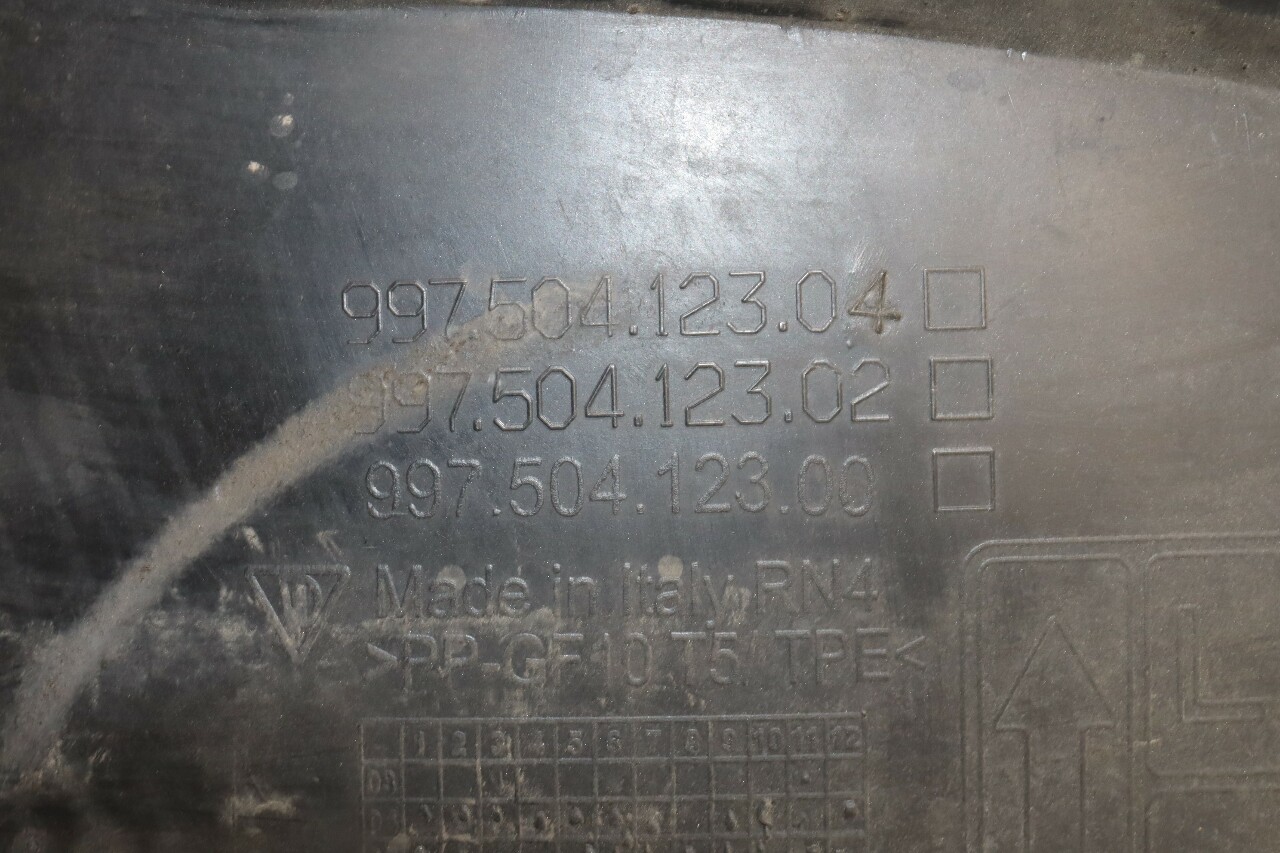 997.504.123.04
997.504.123.02
997.504.123.00
Made in Italy RN4
>PP-GF10.T5/TPE<
1 2 3 4 5 6 7 8 9 10 11 12
08
L